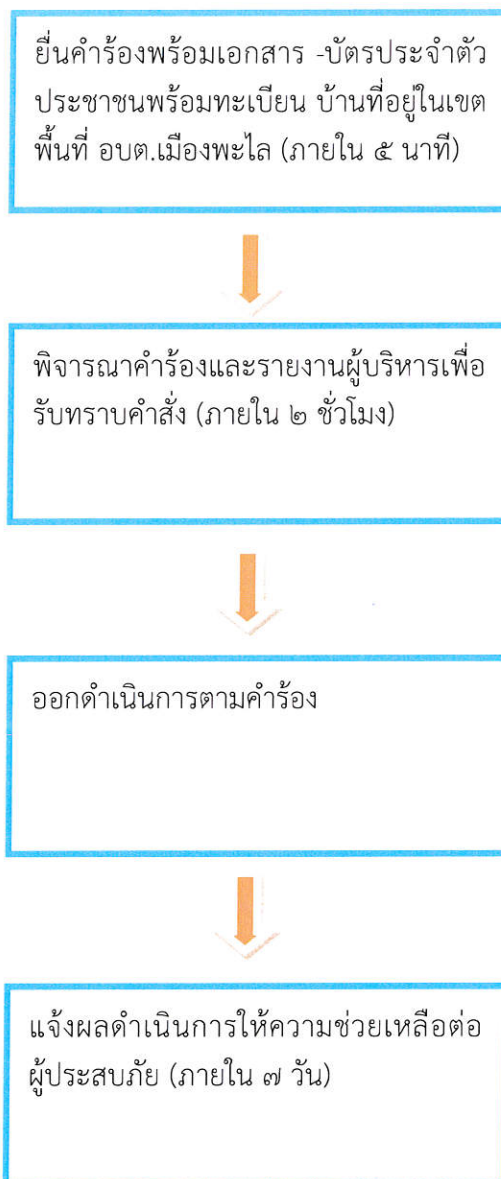 ยื่นคำร้องพร้อมเอกสาร -บัตรประจำตัว
ประชาชนพร้อมทะเบียน บ้านที่อยู่ในเขต
พื้นที่ อบต.เมืองพะไล (ภายใน ๕ นาที)
พิจารณาคำร้องและรายงานผู้บริหารเพื่อ
รับทราบคำสั่ง (ภายใน ๒ ชั่วโมง)
ออกดำเนินการตามคำร้อง
แจ้งผลดำเนินการให้ความช่วยเหลือต่อ
ผู้ประสบภัย (ภายใน ๗ วัน)